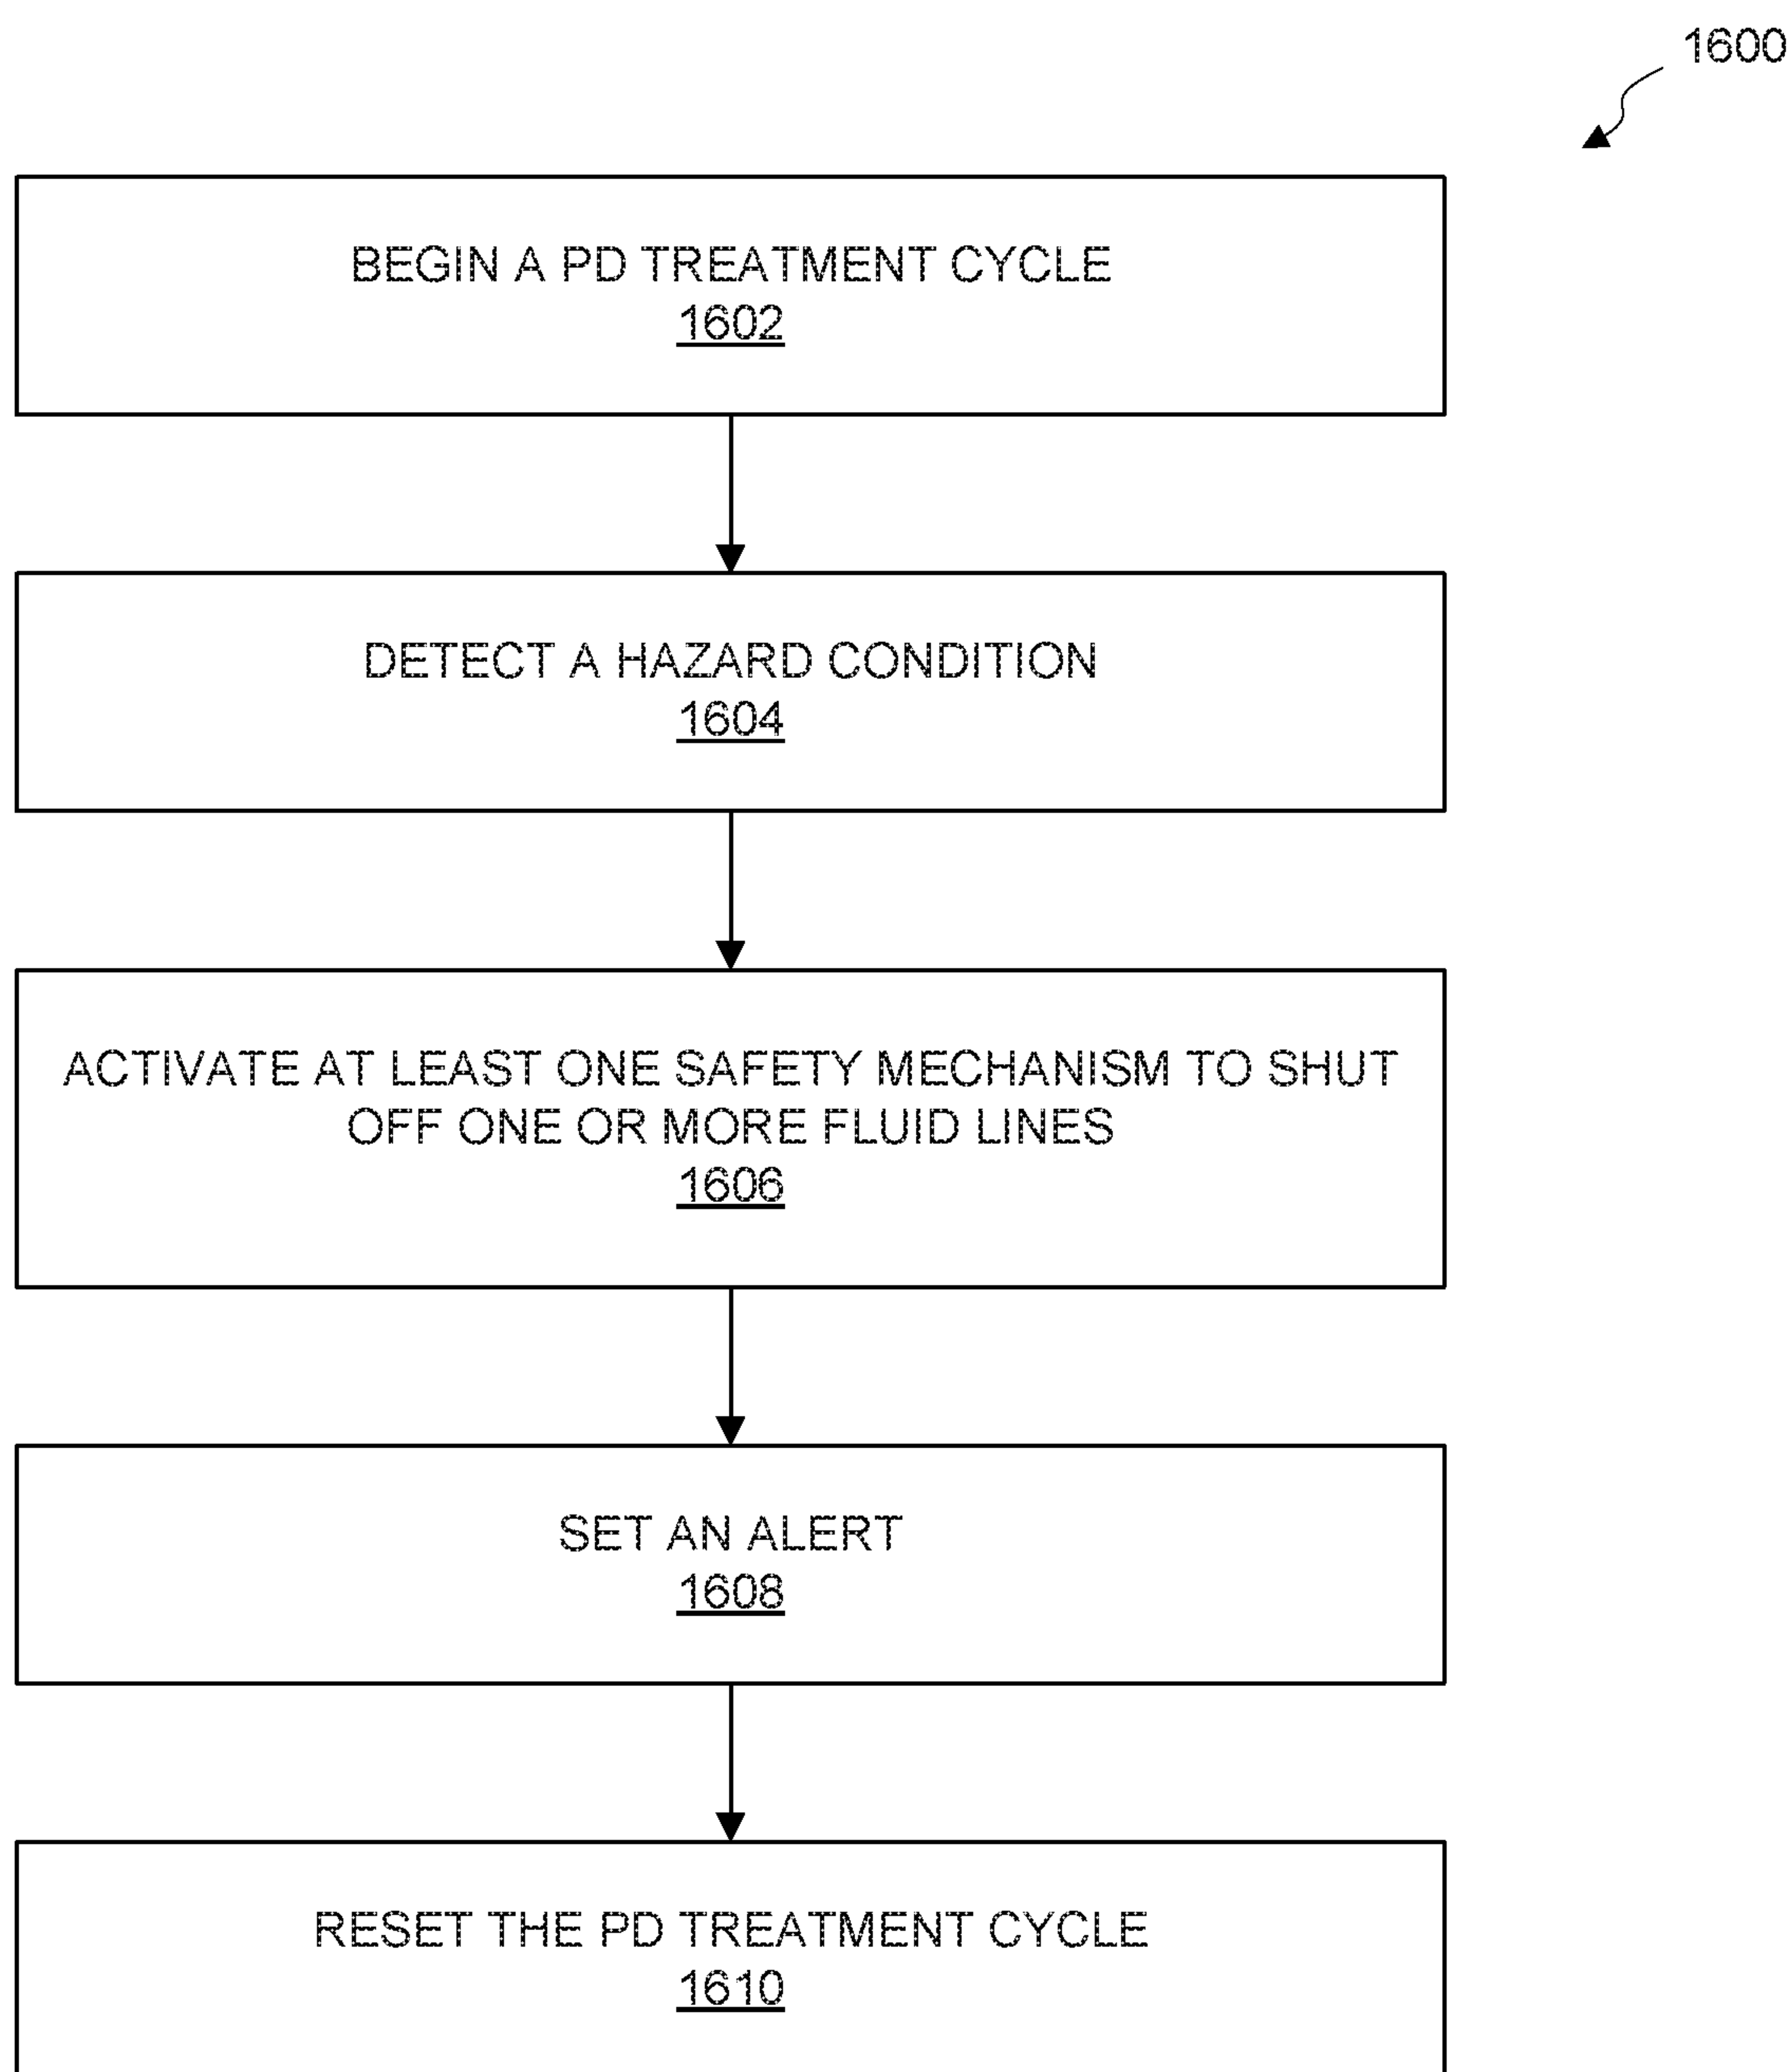 1600
BEGIN A PD TREATMENT CYCLE
1602
DETECT A HAZARD CONDITION
1604
ACTIVATE AT LEAST ONE SAFETY MECHANISM TO SHUT
OFF ONE OR MORE FLUID LINES
1606
SET AN ALERT
1608
RESET THE PD TREATMENT CYCLE
1610